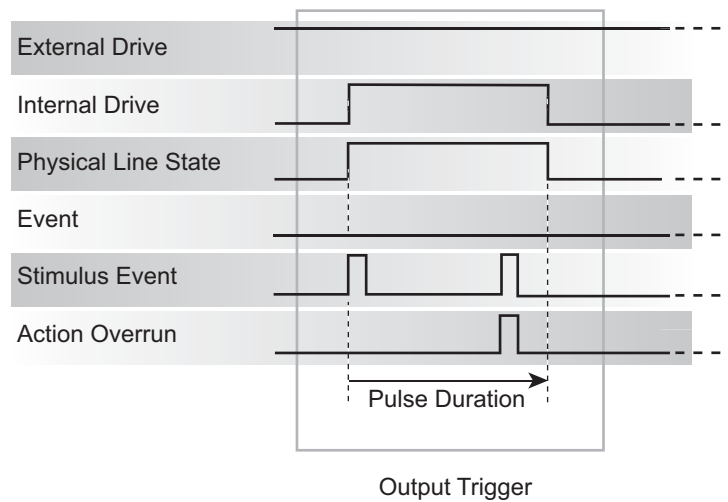 External Drive
Internal Drive
Physical Line State
Event
Stimulus Event
Action Overrun
Pulse Duration
Output Trigger